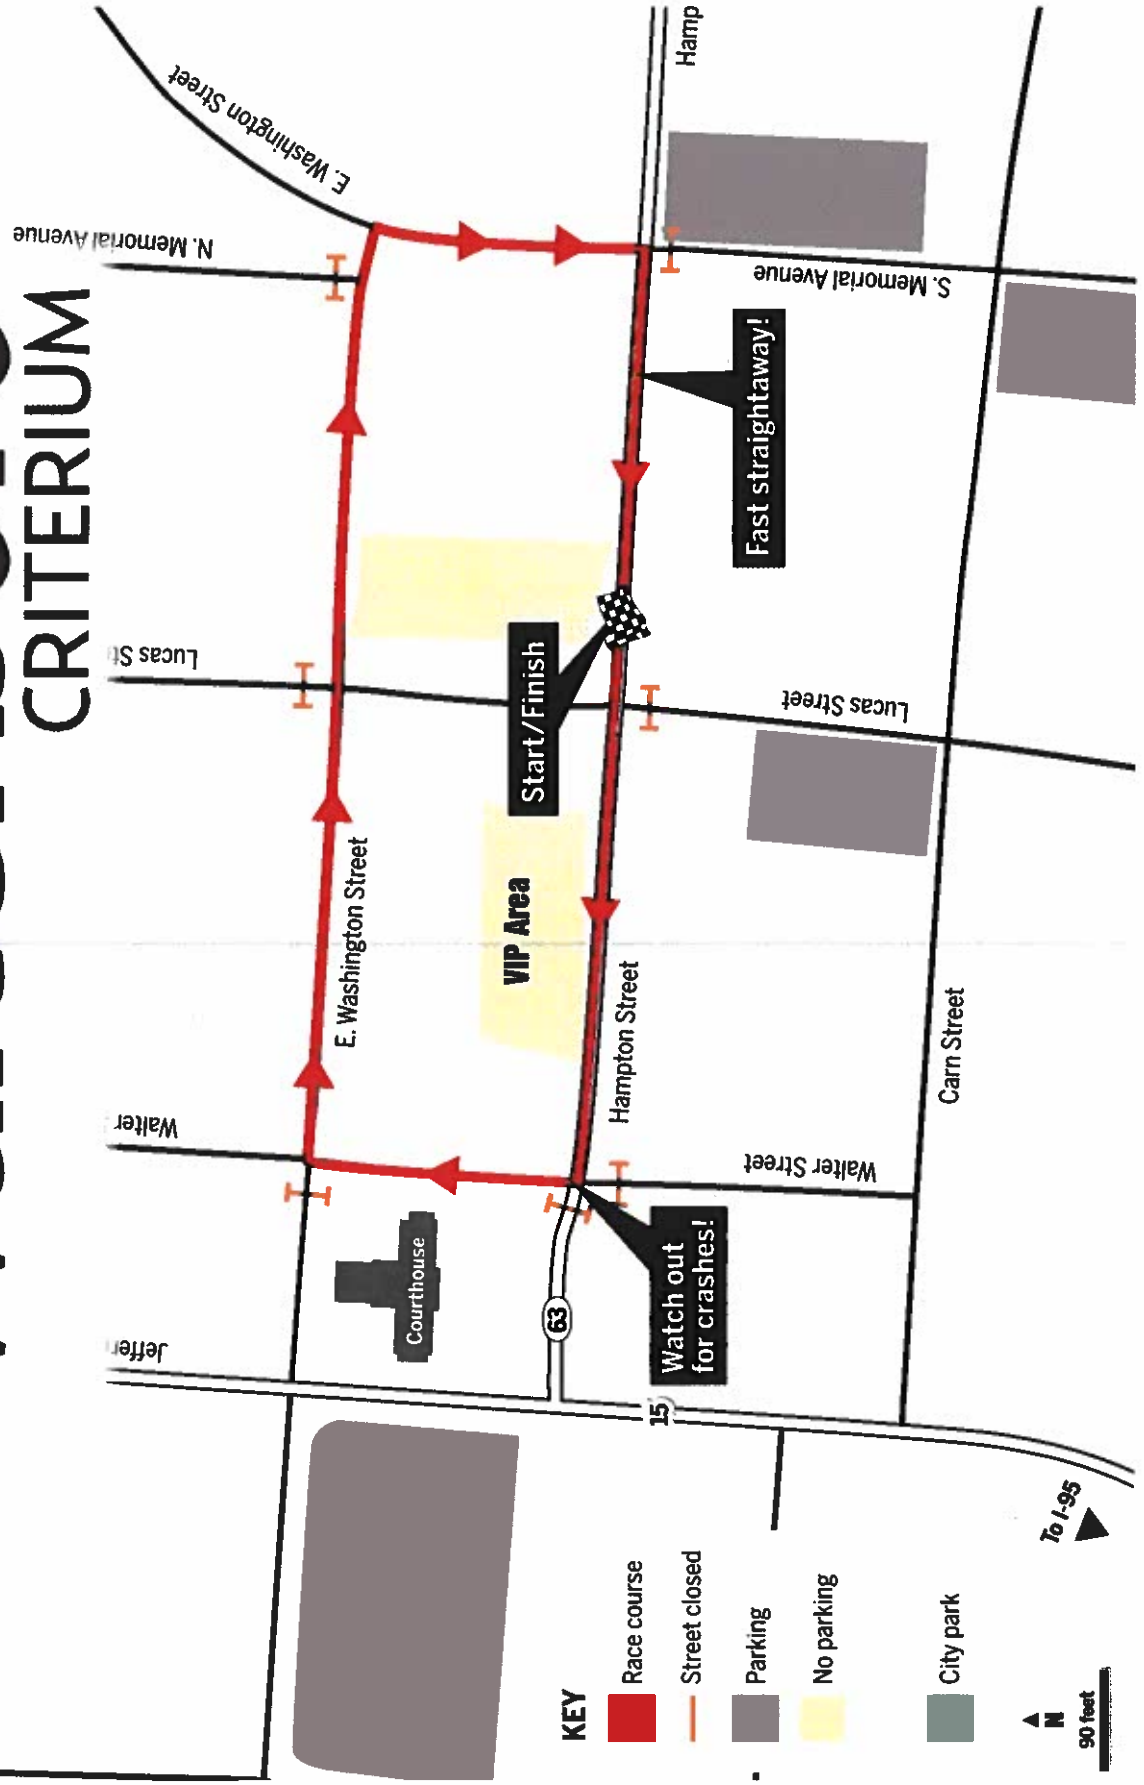 CRITERIUM
Jeffer
Walter
Lucas St
N. Memorial Avenue
E. Washington Street
E. Washington Street
Courthouse
VIP Area
Start/Finish
63
Hampton Street
Hamp
15
Watch out
for crashes!
Walter Street
Lucas Street
Fast straightaway!
S. Memorial Avenue
Carn Street
To I-95
KEY
Race course
Street closed
Parking
No parking
City park
N
90 feet